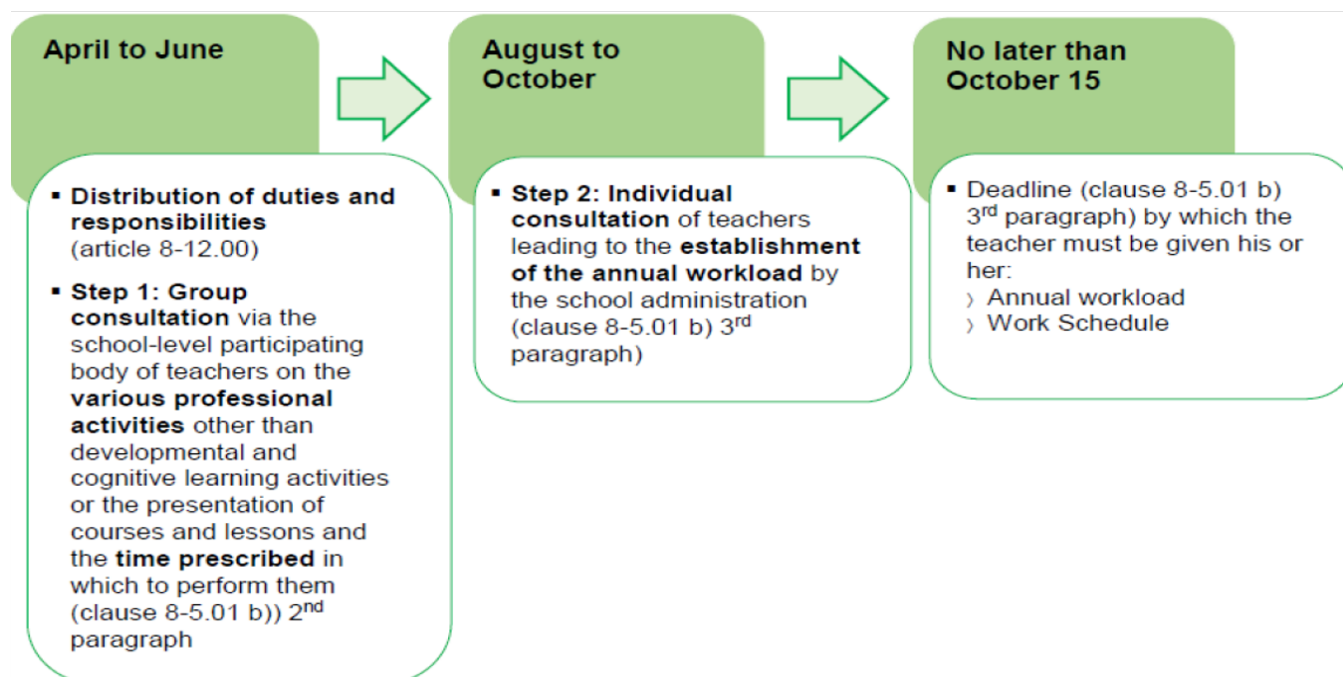 April to June
▪ Distribution of duties and
responsibilities
(article 8-12.00)
▪ Step 1: Group
consultation via the
school-level participating
body of teachers on the
various professional
activities other than
developmental and
cognitive learning activities
or the presentation of
courses and lessons and
the time prescribed in
which to perform them
(clause 8-5.01 b)) 2nd
paragraph
August to
October
▪ Step 2: Individual
consultation of teachers
leading to the establishment
of the annual workload by
the school administration
(clause 8-5.01 b) 3rd
paragraph)
No later than
October 15
▪ Deadline (clause 8-5.01 b)
3rd paragraph) by which the
teacher must be given his or
her:
〉 Annual workload
〉 Work Schedule